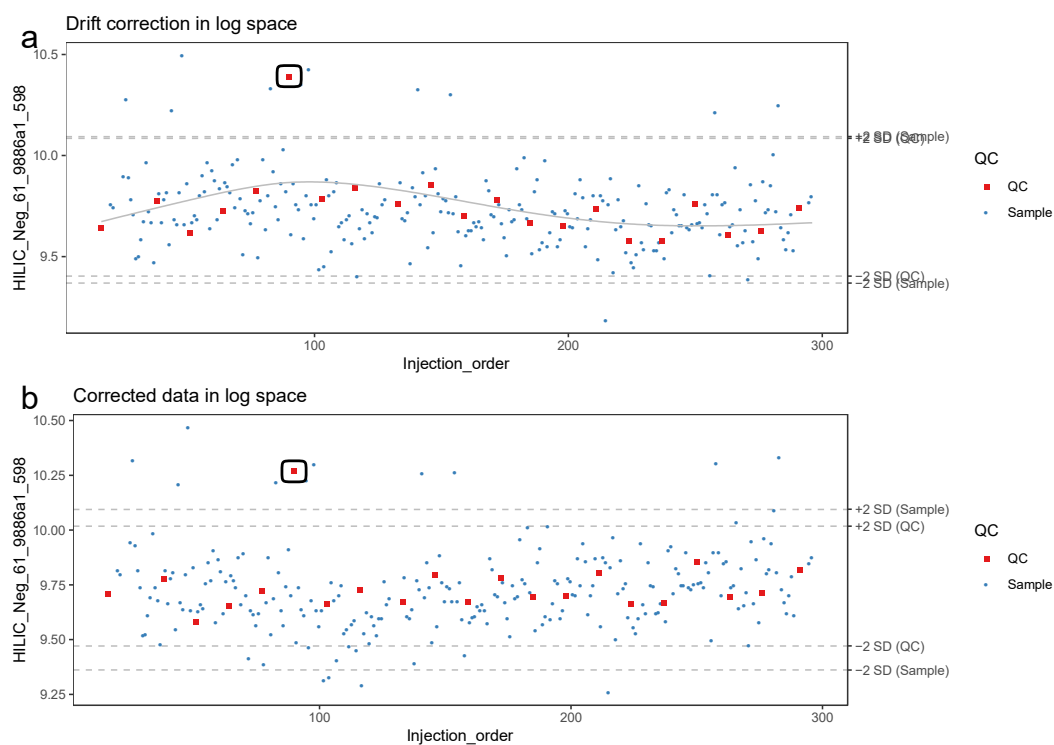 a
Drift correction in log space
HILIC_Neg_61_9886a1_598
10.5
10.0
9.5
+2 SD (Sample)
+2 SD (QC)
−2 SD (QC)
−2 SD (Sample)
100
200
300
Injection_order
QC
QC
Sample
b
Corrected data in log space
HILIC_Neg_61_9886a1_598
10.50
10.25
10.00
9.75
9.50
9.25
+2 SD (Sample)
+2 SD (QC)
−2 SD (QC)
−2 SD (Sample)
100
200
300
Injection_order
QC
QC
Sample